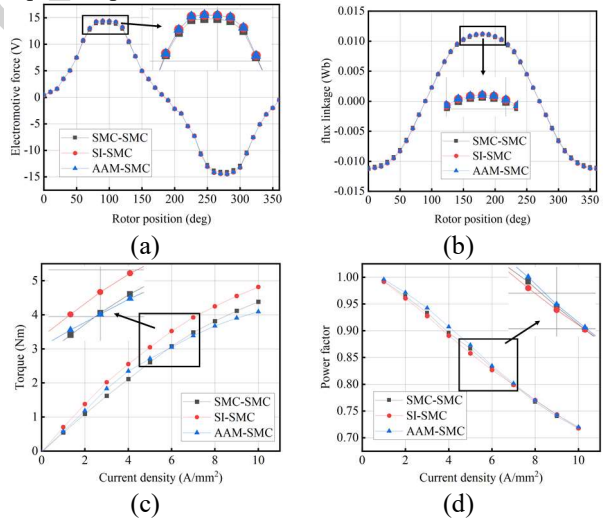 15
10
5
0
-5
-10
-15
Electromotive force (V)
SMC-SMC
SI-SMC
AAM-SMC
0 50 100 150 200 250 300 350
Rotor position (deg)
(a)
0.015
0.010
0.005
0.000
-0.005
-0.010
-0.015
flux linkage (Wb)
SMC-SMC
SI-SMC
AAM-SMC
0 50 100 150 200 250 300 350
Rotor position (deg)
(b)
5
4
3
2
1
0
Torque (Nm)
SMC-SMC
SI-SMC
AAM-SMC
2 4 6 8 10
Current density (A/mm²)
(c)
1.00
0.95
0.90
0.85
0.80
0.75
0.70
Power factor
SMC-SMC
SI-SMC
AAM-SMC
0 2 4 6 8 10
Current density (A/mm²)
(d)